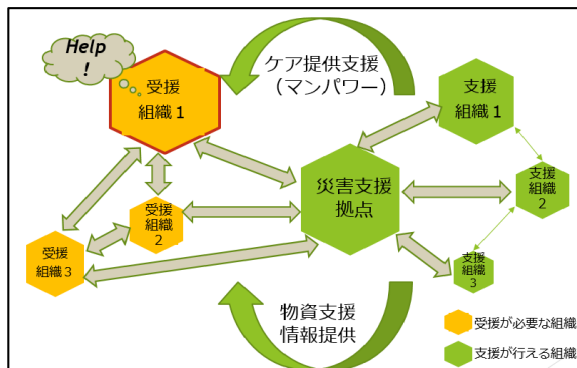 Help
!
受援
組織1
ケア提供支援
（マンパワー）
支援
組織1
災害支援
拠点
支援
組織
2
受援
組織
2
受援
組織3
支援
組織
3
物資支援
情報提供
受援が必要な組織
支援が行える組織